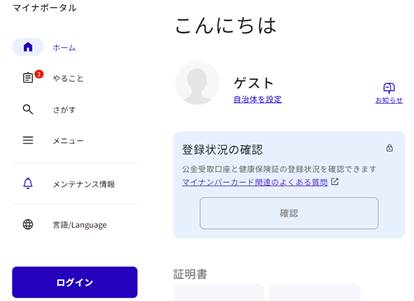 マイナポータル
ホーム
2
やること
さがす
メニュー
メンテナンス情報
言語/Language
ログイン
こんにちは
ゲスト
自治体を設定
お知らせ
登録状況の確認
公金受取口座と健康保険証の登録状況を確認できます
マイナンバーカード関連のよくある質問
確認
証明書